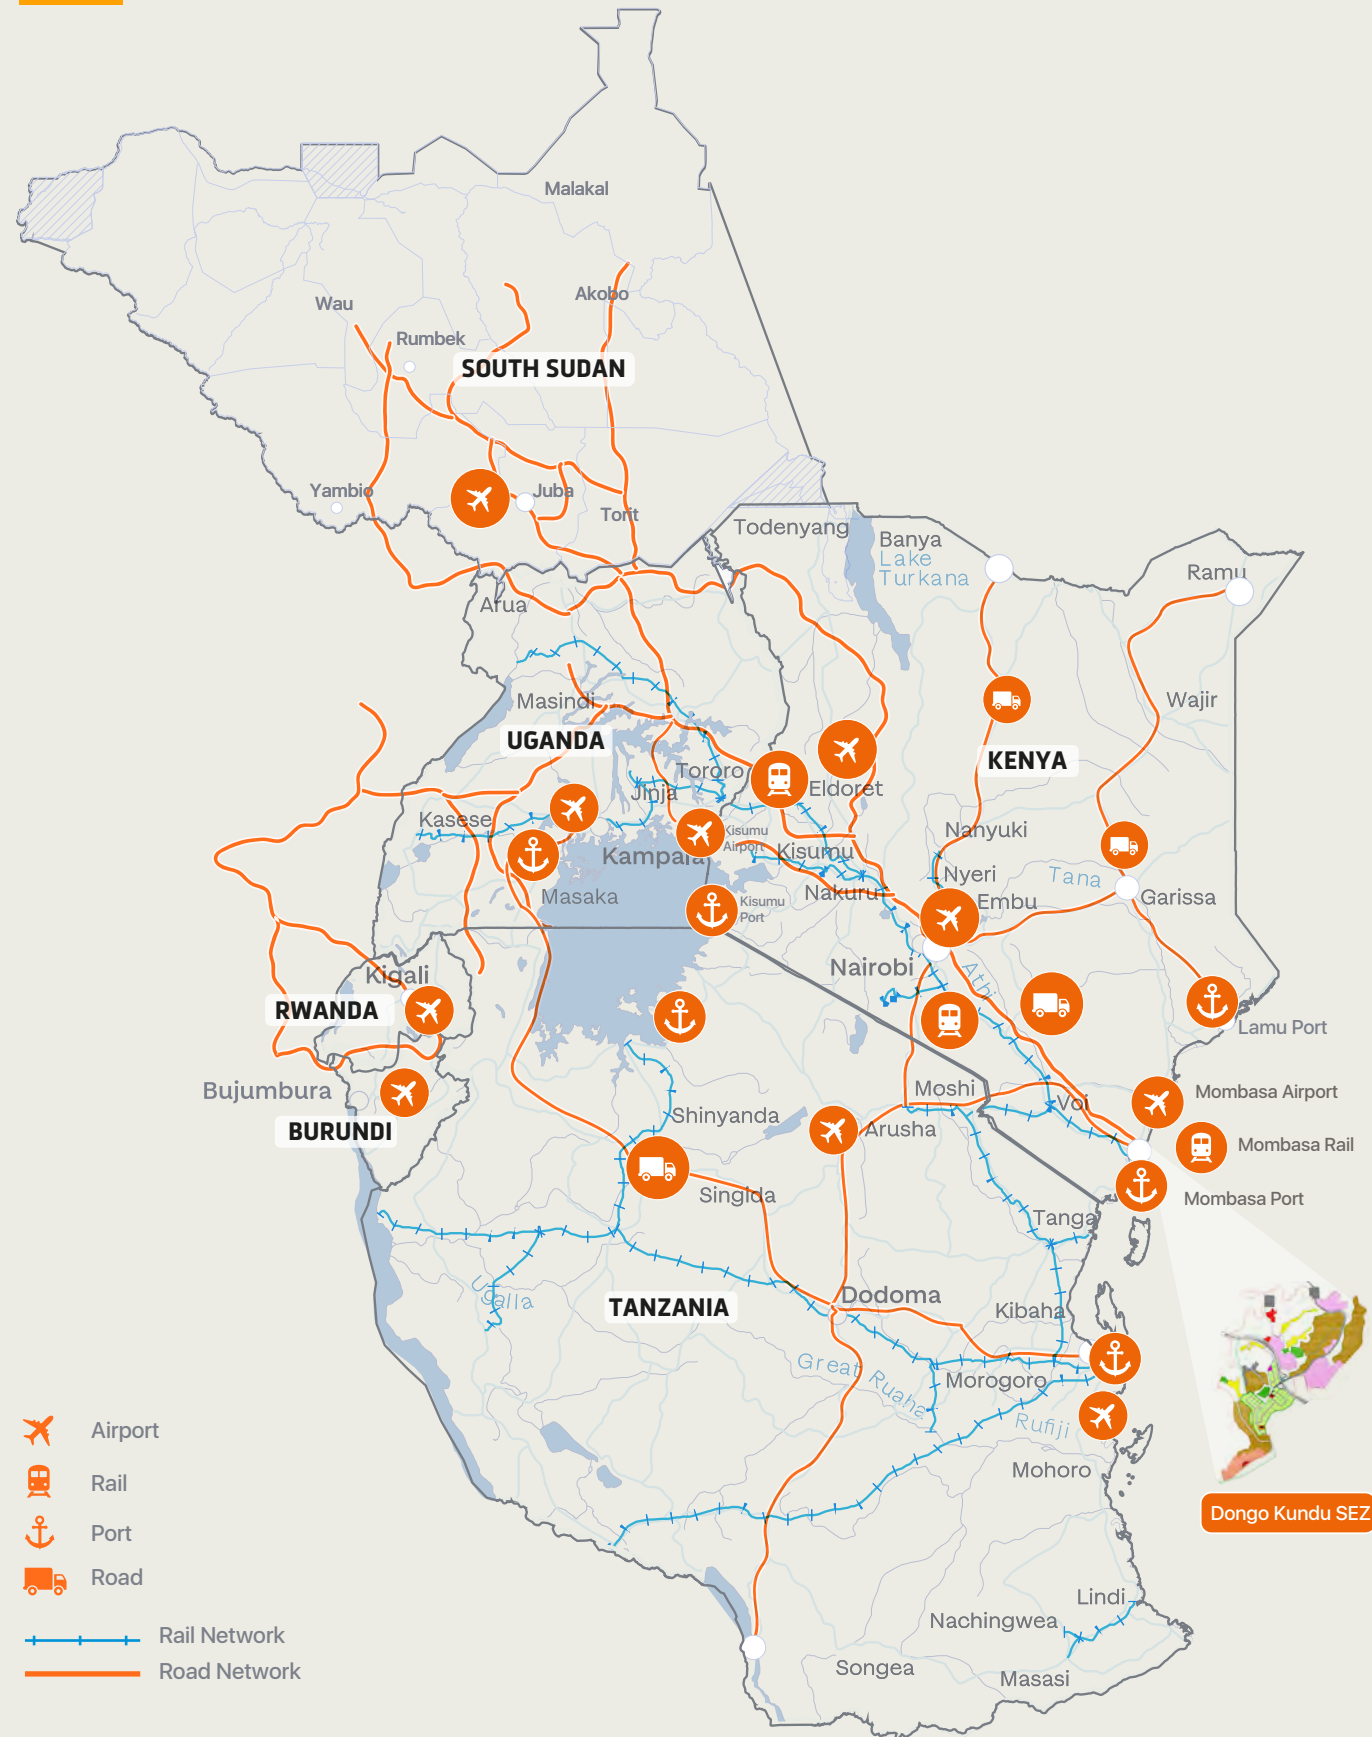 Malakal
Akobo
Wau
Rumbek
SOUTH SUDAN
Yambio
Juba
Torit
Todenyang
Banya
Lake
Turkana
Ramu
Arua
Masindi
Wajir
UGANDA
KENYA
Tororo
Jinja
Eldoret
Kasese
Kisumu
Airport
Nanyuki
Kampala
Kisumu
Nyeri
Tana
Masaka
Kisumu
Port
Nakuru
Embu
Garissa
Kigali
Nairobi
Athi
RWANDA
Lamu Port
Bujumbura
Moshi
Voi
Mombasa Airport
BURUNDI
Shinyanda
Arusha
Mombasa Rail
Singida
Mombasa Port
Tanga
Ugalla
TANZANIA
Dodoma
Kibaha
Great Ruaha
Morogoro
Rufiji
Mohoro
Airport
Rail
Dongo Kundu SEZ
Port
Road
Lindi
Nachingwea
Rail Network
Road Network
Songea
Masasi